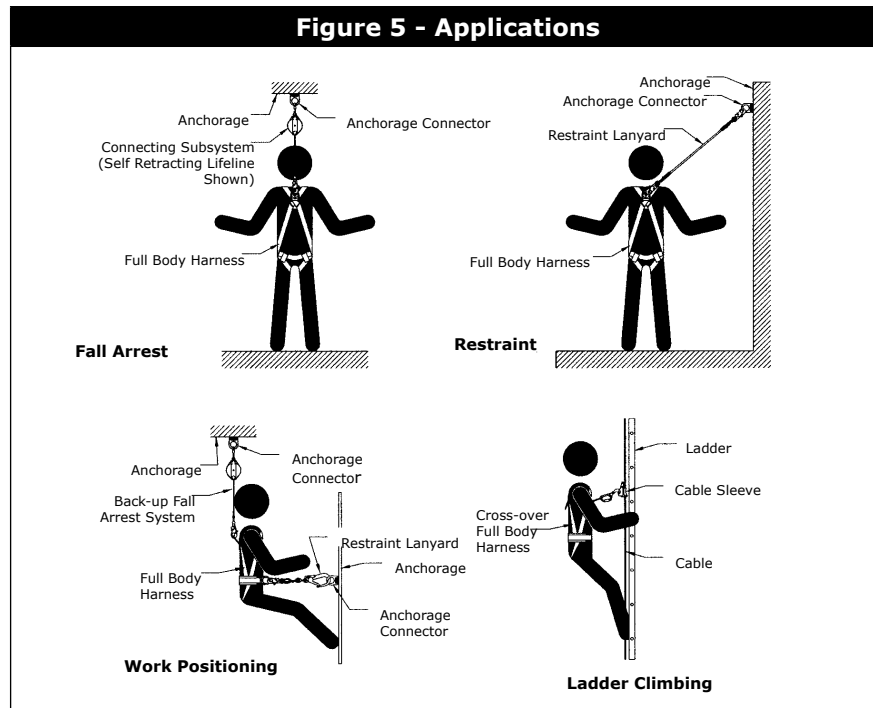 Figure 5 - Applications
Anchorage
Anchorage Connector
Connecting Subsystem
(Self Retracting Lifeline
Shown)
Full Body Harness
Fall Arrest
Anchorage
Anchorage Connector
Restraint Lanyard
Full Body Harness
Restraint
Anchorage
Anchorage
Connector
Back-up Fall
Arrest System
Restraint Lanyard
Full Body
Harness
Anchorage
Anchorage
Connector
Work Positioning
Ladder
Cable Sleeve
Cross-over
Full Body
Harness
Cable
Ladder Climbing